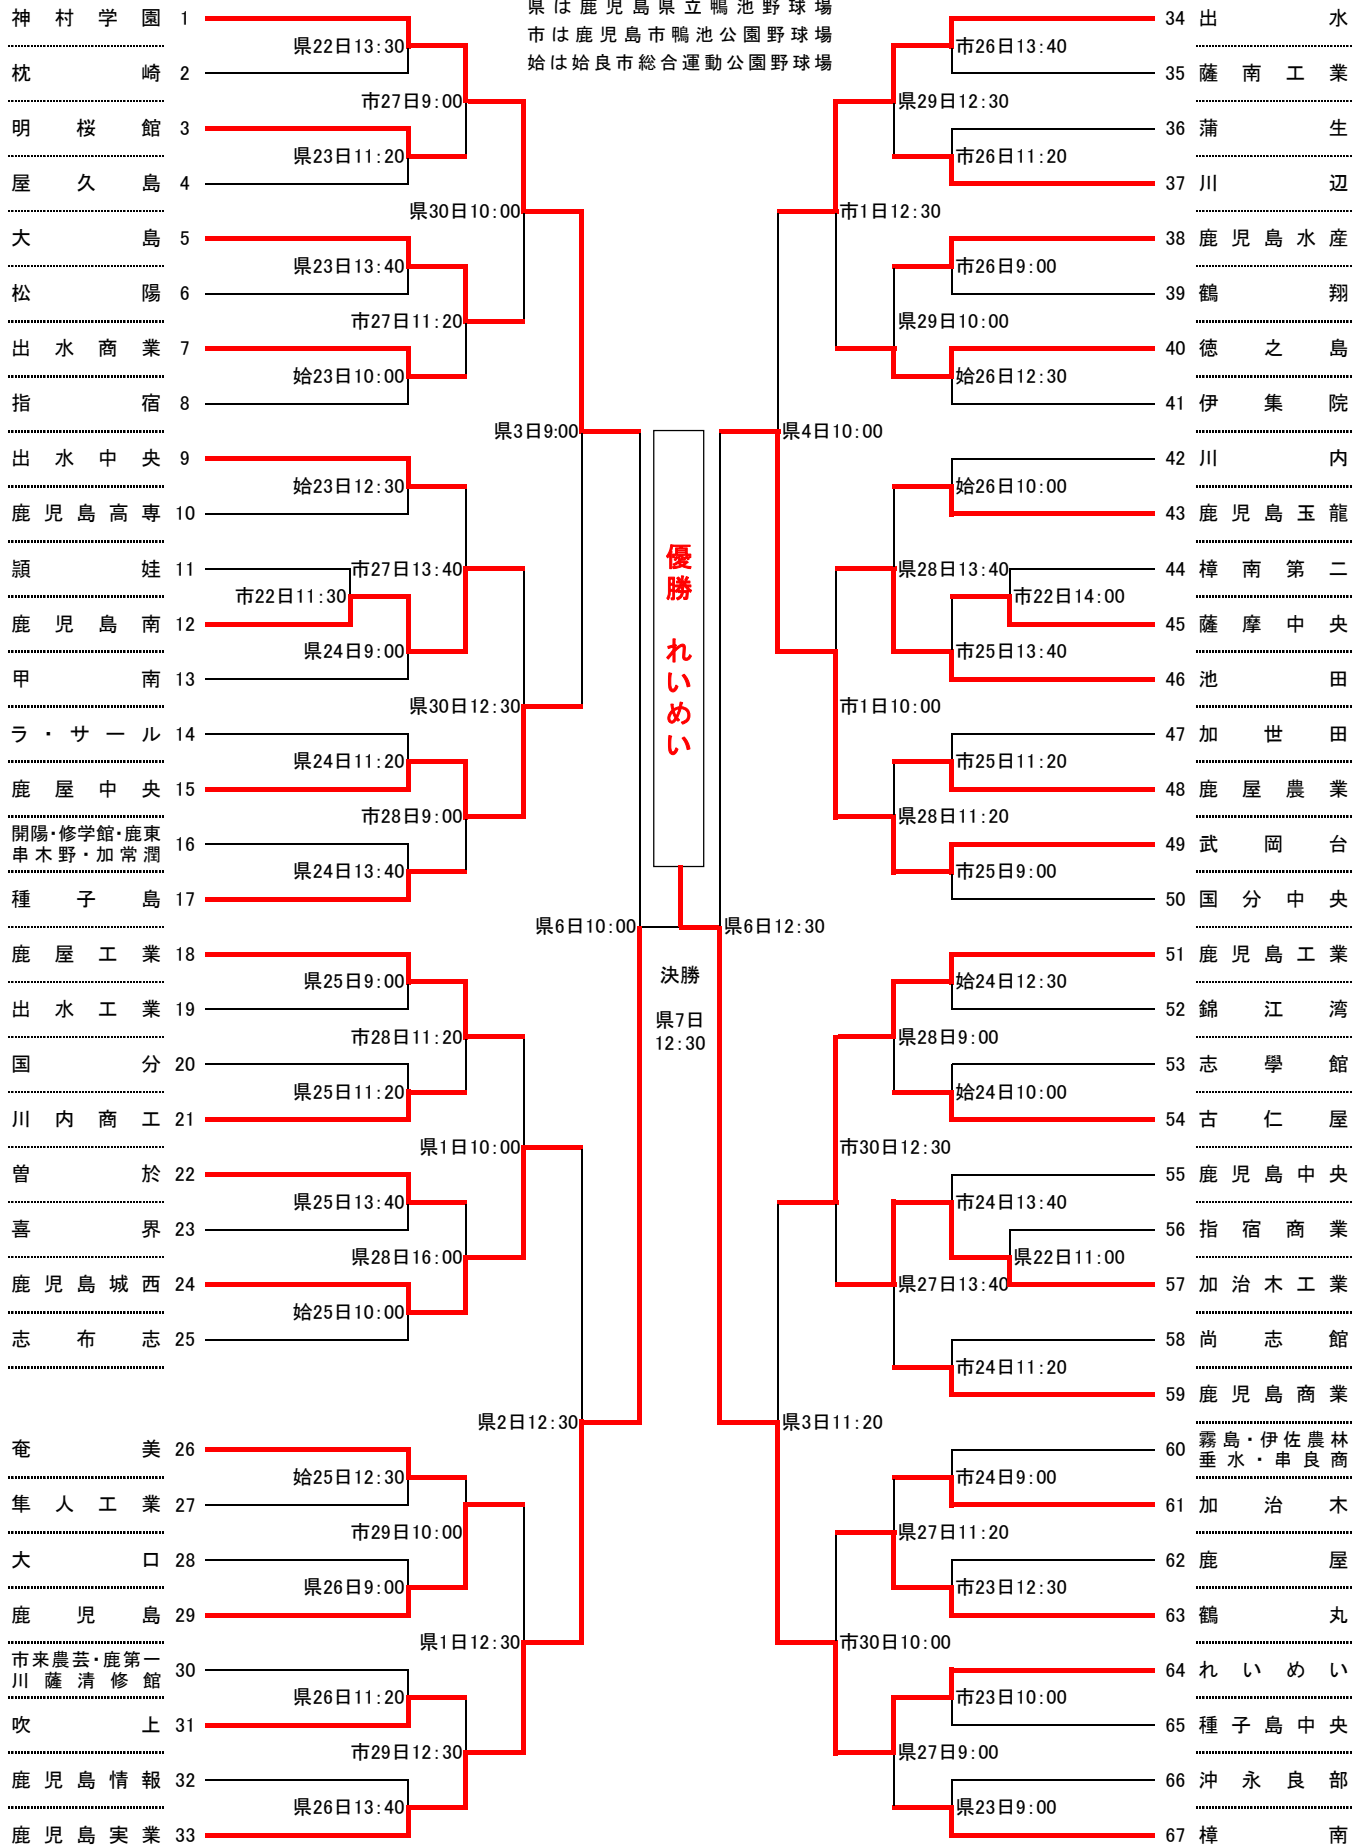 県は鹿児島県立鴨池野球場
市は鹿児島市鴨池公園野球場
始は始良市総合運動公園野球場
神村学園 1
県22日13:30
枕崎 2
市27日9:00
明桜館 3
県23日11:20
屋久島 4
県30日10:00
大島 5
県23日13:40
松陽 6
市27日11:20
出水商業 7
始23日10:00
指宿 8
県3日9:00
出水中央 9
始23日12:30
鹿児島高専 10
頴娃 11
市27日13:40
市22日11:30
鹿児島南 12
県24日9:00
甲南 13
県30日12:30
ラ・サール 14
県24日11:20
鹿屋中央 15
市28日9:00
開陽・修学館・鹿東
串木野・加常潤 16
県24日13:40
種子島 17
県6日10:00
鹿屋工業 18
県25日9:00
出水工業 19
市28日11:20
国分 20
県25日11:20
川内商工 21
県1日10:00
曽於 22
県25日13:40
喜界 23
県28日16:00
鹿児島城西 24
始25日10:00
志布志 25
県2日12:30
奄美 26
始25日12:30
隼人工業 27
市29日10:00
大口 28
県26日9:00
鹿児島 29
県1日12:30
市来農芸・鹿第一
川薩清修館 30
県26日11:20
吹上 31
市29日12:30
鹿児島情報 32
県26日13:40
鹿児島実業 33
優勝 れいめい
決勝
県7日
12:30
34 出水
市26日13:40
35 薩南工業
県29日12:30
36 蒲生
市26日11:20
37 川辺
市1日12:30
38 鹿児島水産
市26日9:00
39 鶴翔
県29日10:00
40 徳之島
始26日12:30
41 伊集院
県4日10:00
42 川内
始26日10:00
43 鹿児島玉龍
県28日13:40
44 樟南第二
市22日14:00
45 薩摩中央
市25日13:40
46 池田
市1日10:00
47 加世田
市25日11:20
48 鹿屋農業
県28日11:20
49 武岡台
市25日9:00
50 国分中央
県6日12:30
51 鹿児島工業
始24日12:30
52 錦江湾
県28日9:00
53 志學館
始24日10:00
54 古仁屋
市30日12:30
55 鹿児島中央
市24日13:40
56 指宿商業
県22日11:00
57 加治木工業
県27日13:40
58 尚志館
市24日11:20
59 鹿児島商業
県3日11:20
60 霧島・伊佐農林
垂水・串良商
市24日9:00
61 加治木
県27日11:20
62 鹿屋
市23日12:30
63 鶴丸
市30日10:00
64 れいめい
市23日10:00
65 種子島中央
県27日9:00
66 沖永良部
県23日9:00
67 樟南